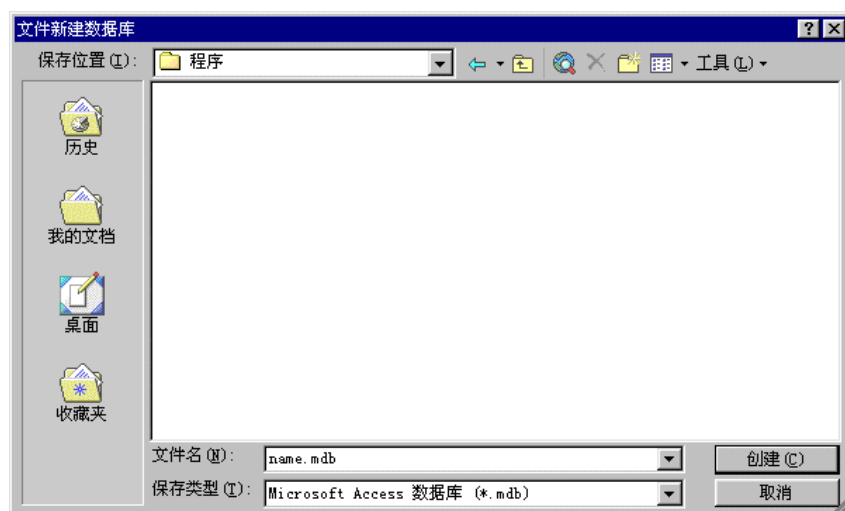 文件新建数据库
保存位置(I): 程序 工具(L)
历史
我的文档
桌面
收藏夹
文件名(N): name.mdb 创建(C)
保存类型(T): Microsoft Access 数据库 (*.mdb) 取消